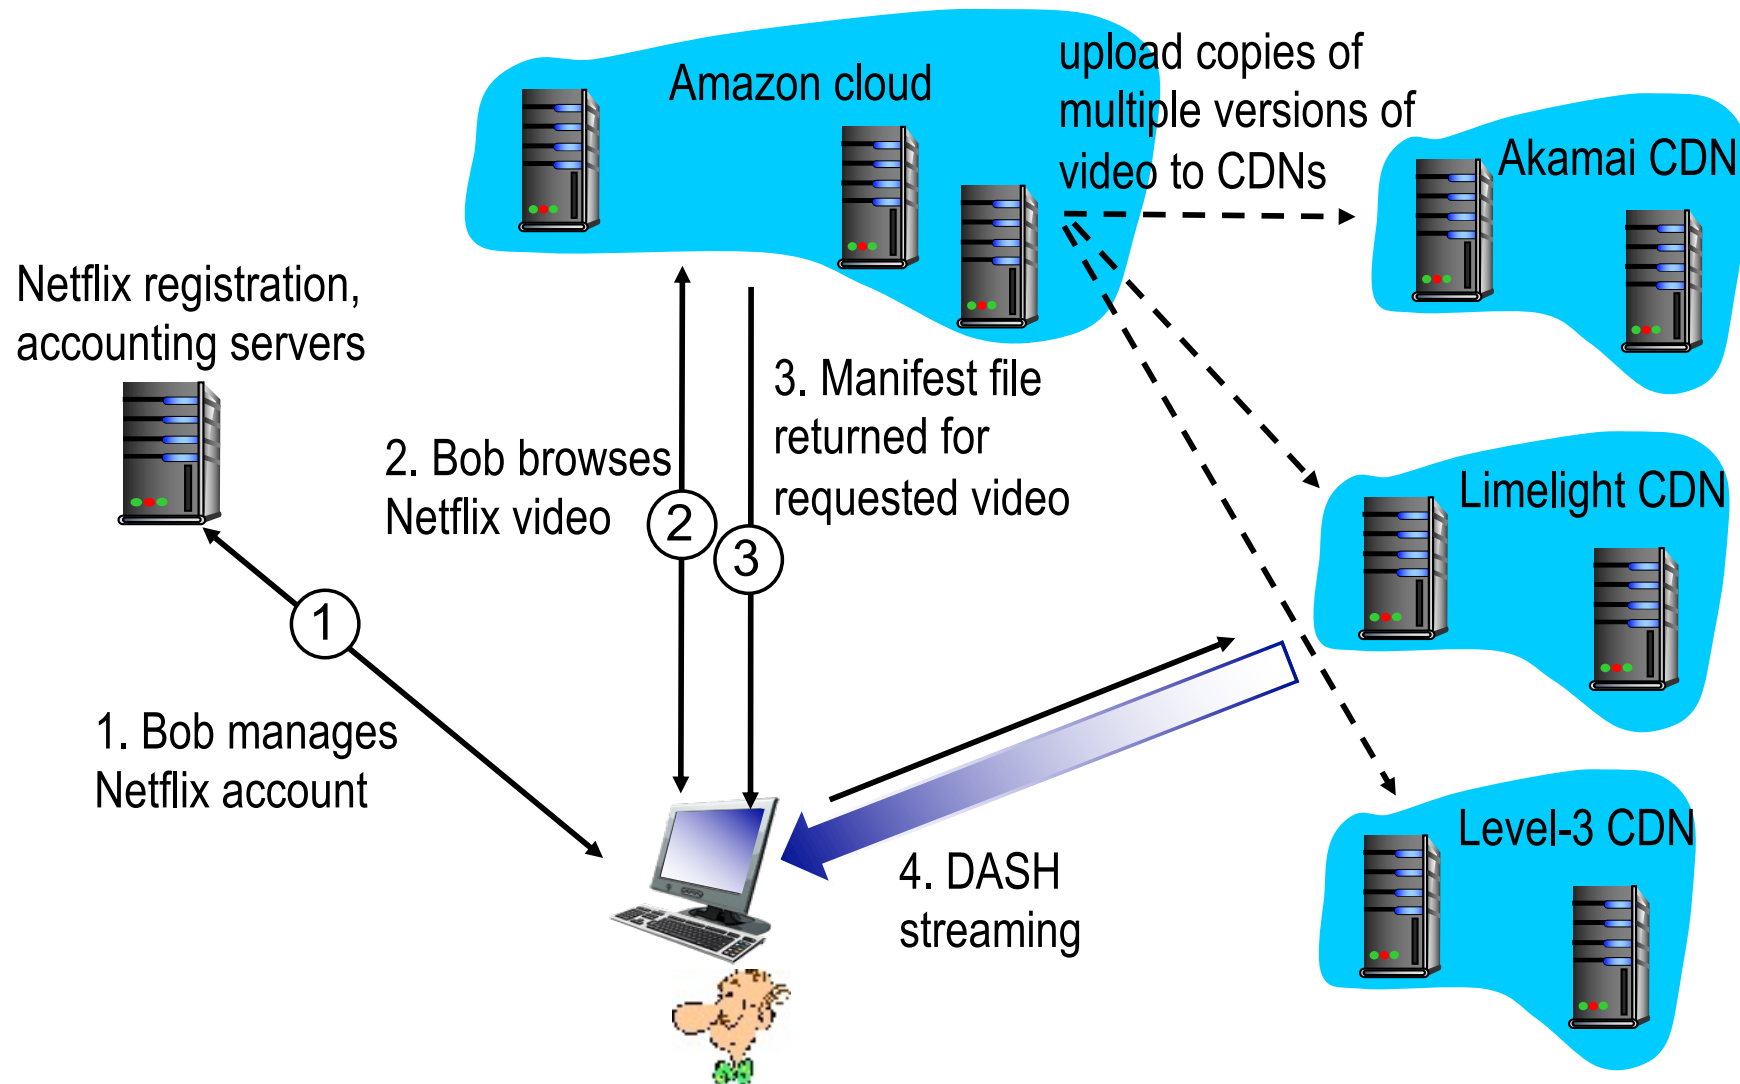 Amazon cloud
upload copies of
multiple versions of
video to CDNs
Akamai CDN
Netflix registration,
accounting servers
3. Manifest file
returned for
requested video
2. Bob browses
Netflix video
2
3
Limelight CDN
1
1. Bob manages
Netflix account
Level-3 CDN
4. DASH
streaming